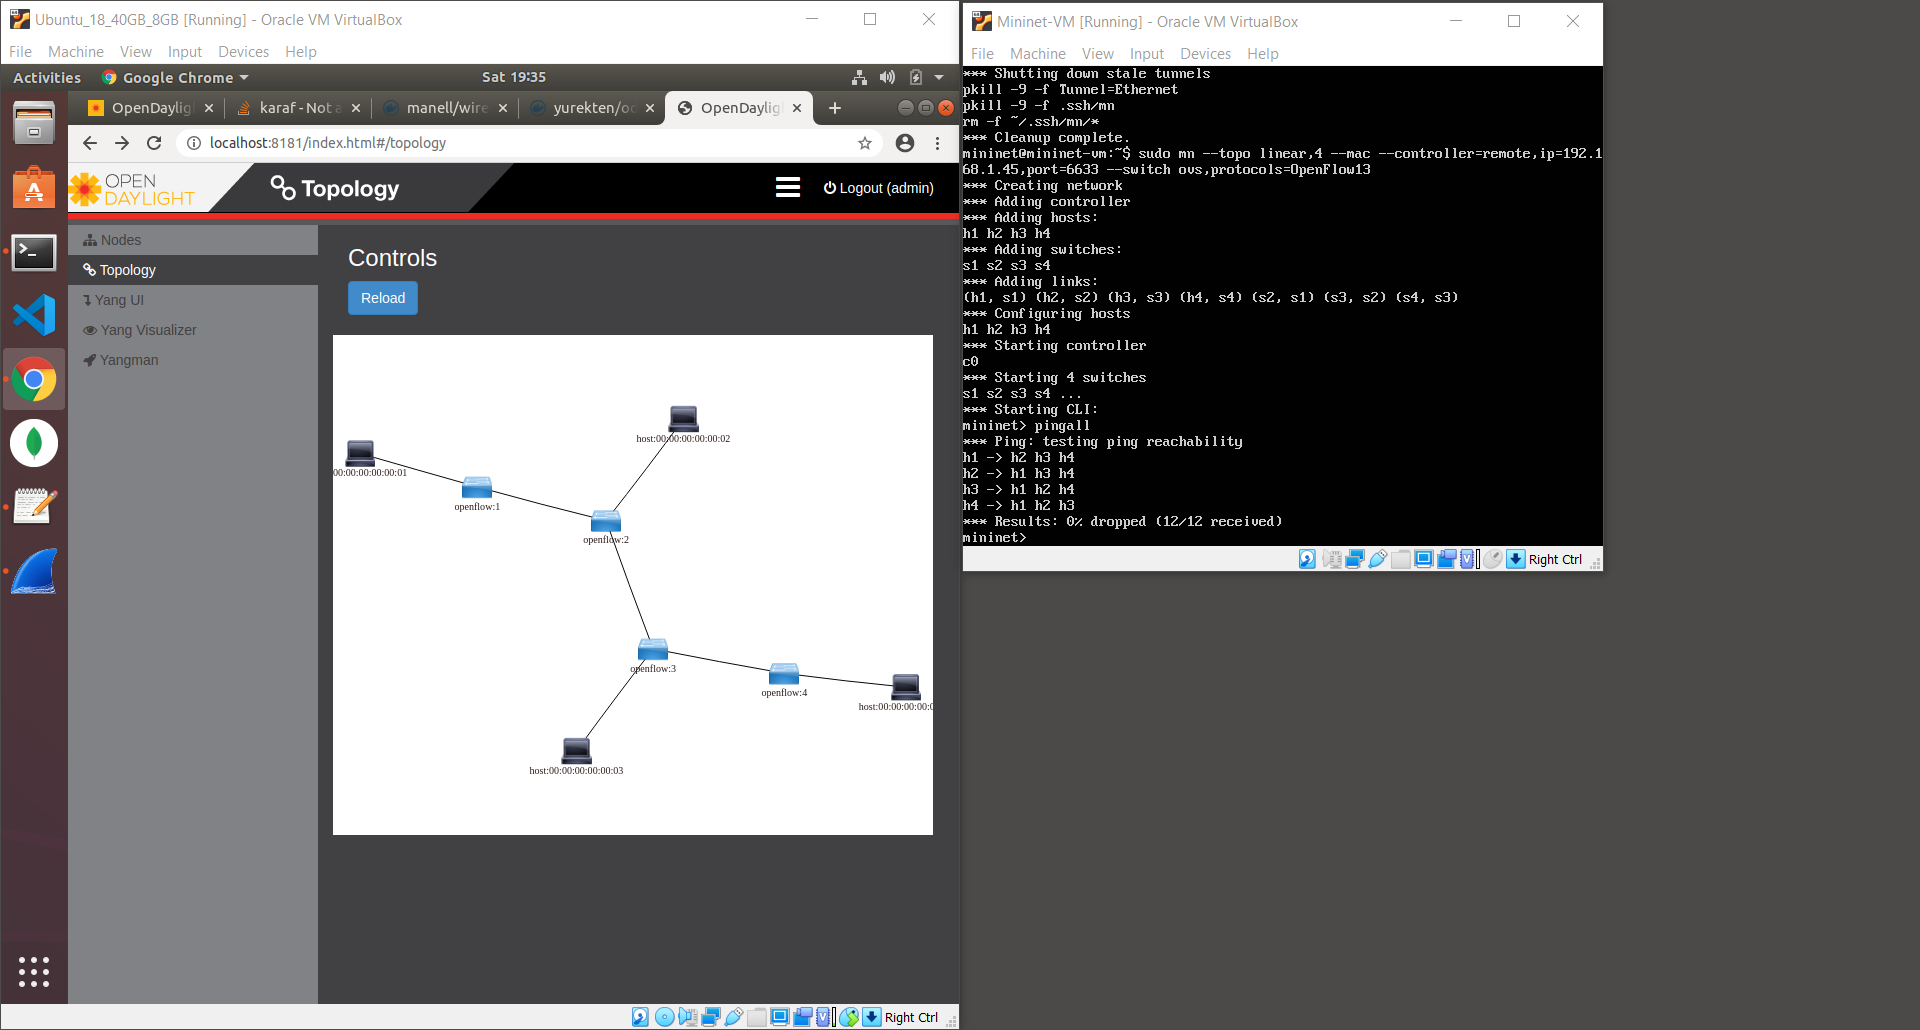 Ubuntu_18_40GB_8GB [Running] - Oracle VM VirtualBox
File Machine View Input Devices Help
Activities Google Chrome Sat 19:35
OpenDaylig karaf - Not a manell/wire yurekten/o OpenDaylig
localhost:8181/index.html#/topology
OPEN
DAYLIGHT
Topology
Logout (admin)
Nodes
Topology
Yang UI
Yang Visualizer
Yangman
Controls
Reload
host:00:00:00:00:00:02
00:00:00:00:00:01
openflow:1
openflow:2
openflow:3
openflow:4
host:00:00:00:00:0
host:00:00:00:00:00:03
Right Ctrl
Mininet-VM [Running] - Oracle VM VirtualBox
File Machine View Input Devices Help
*** Shutting down stale tunnels
pkill -9 -f Tunnel=Ethernet
pkill -9 -f .ssh/mn
rm -f ~/.ssh/mn/*
*** Cleanup complete.
mininet@mininet-vm:~$ sudo mn --topo linear,4 --mac --controller=remote,ip=192.1
68.1.45,port=6633 --switch ovs,protocols=OpenFlow13
*** Creating network
*** Adding controller
*** Adding hosts:
h1 h2 h3 h4
*** Adding switches:
s1 s2 s3 s4
*** Adding links:
(h1, s1) (h2, s2) (h3, s3) (h4, s4) (s2, s1) (s3, s2) (s4, s3)
*** Configuring hosts
h1 h2 h3 h4
*** Starting controller
c0
*** Starting 4 switches
s1 s2 s3 s4 ...
*** Starting CLI:
mininet> pingall
*** Ping: testing ping reachability
h1 -> h2 h3 h4
h2 -> h1 h3 h4
h3 -> h1 h2 h4
h4 -> h1 h2 h3
*** Results: 0% dropped (12/12 received)
mininet>
Right Ctrl